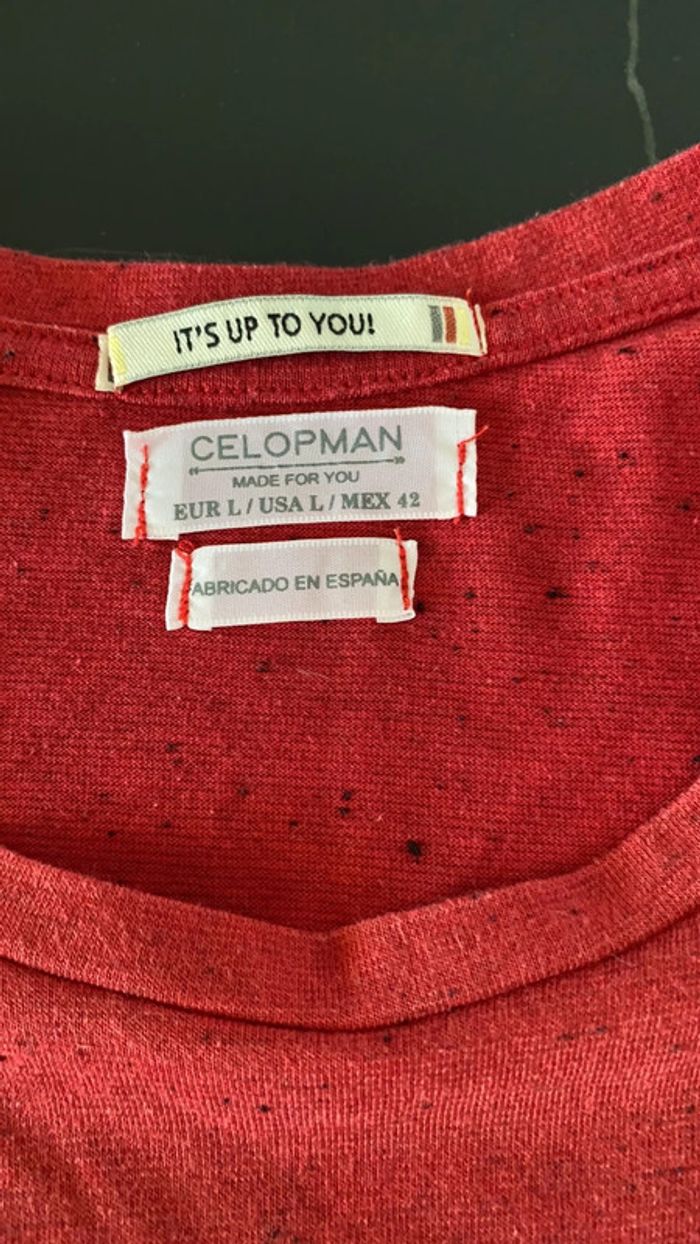 IT'S UP TO YOU!
CELOPMAN
MADE FOR YOU
EUR L / USA L / MEX 42
ABRICADO EN ESPAÑA